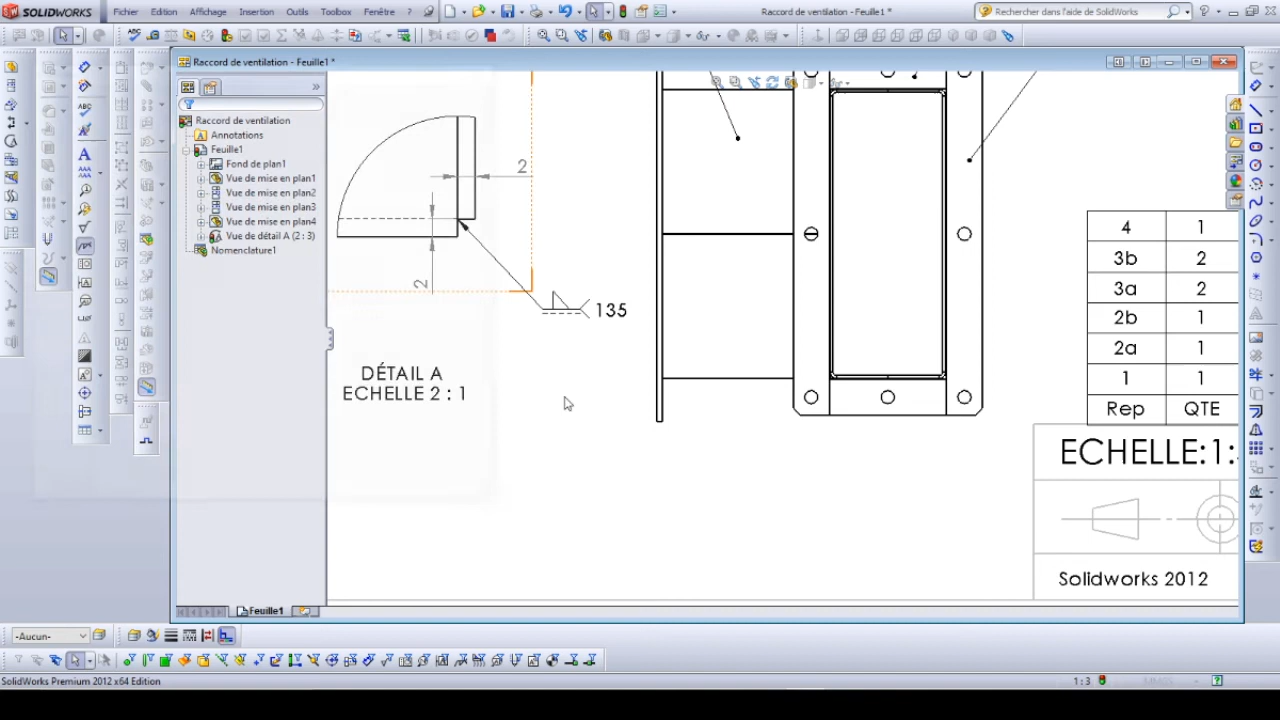 SOLIDWORKS
Fichier Edition Affichage Insertion Outils Toolbox Fenêtre ?
Raccord de ventilation - Feuille1 *
Rechercher dans l'aide de SolidWorks
Raccord de ventilation - Feuille1 *
Raccord de ventilation
Annotations
Feuille1
Fond de plan1
Vue de mise en plan1
Vue de mise en plan2
Vue de mise en plan3
Vue de mise en plan4
Vue de détail A (2 : 3)
Nomenclature1
2
2
135
DÉTAIL A
ECHELLE 2 : 1
4 1
3b 2
3a 2
2b 1
2a 1
1 1
Rep QTE
ECHELLE:1:
Solidworks 2012
Feuille1
-Aucun-
SolidWorks Premium 2012 x64 Edition
1:3